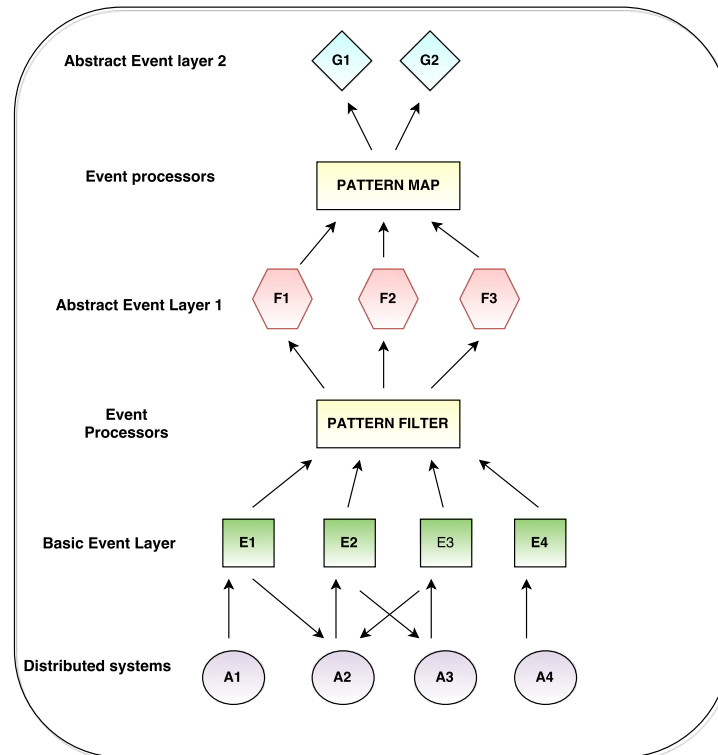 Abstract Event layer 2
G1
G2
Event processors
PATTERN MAP
Abstract Event Layer 1
F1
F2
F3
Event
Processors
PATTERN FILTER
Basic Event Layer
E1
E2
E3
E4
Distributed systems
A1
A2
A3
A4